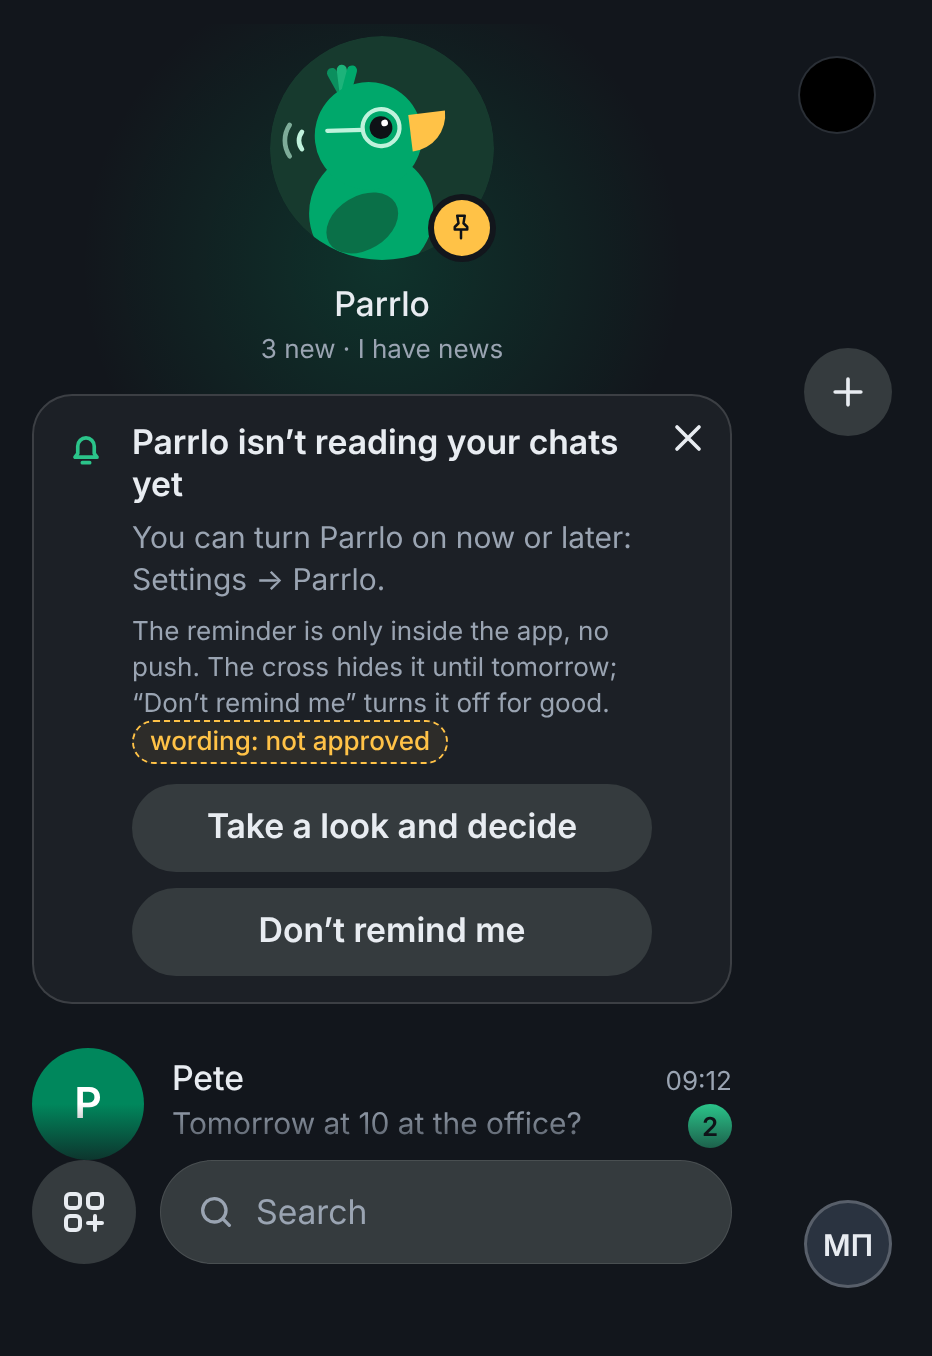 Parrlo
3 new · I have news
Parrlo isn’t reading your chats
yet
You can turn Parrlo on now or later:
Settings → Parrlo.
The reminder is only inside the app, no
push. The cross hides it until tomorrow;
“Don’t remind me” turns it off for good.
wording: not approved
Take a look and decide
Don’t remind me
P
Pete
09:12
Tomorrow at 10 at the office?
2
Search
МП